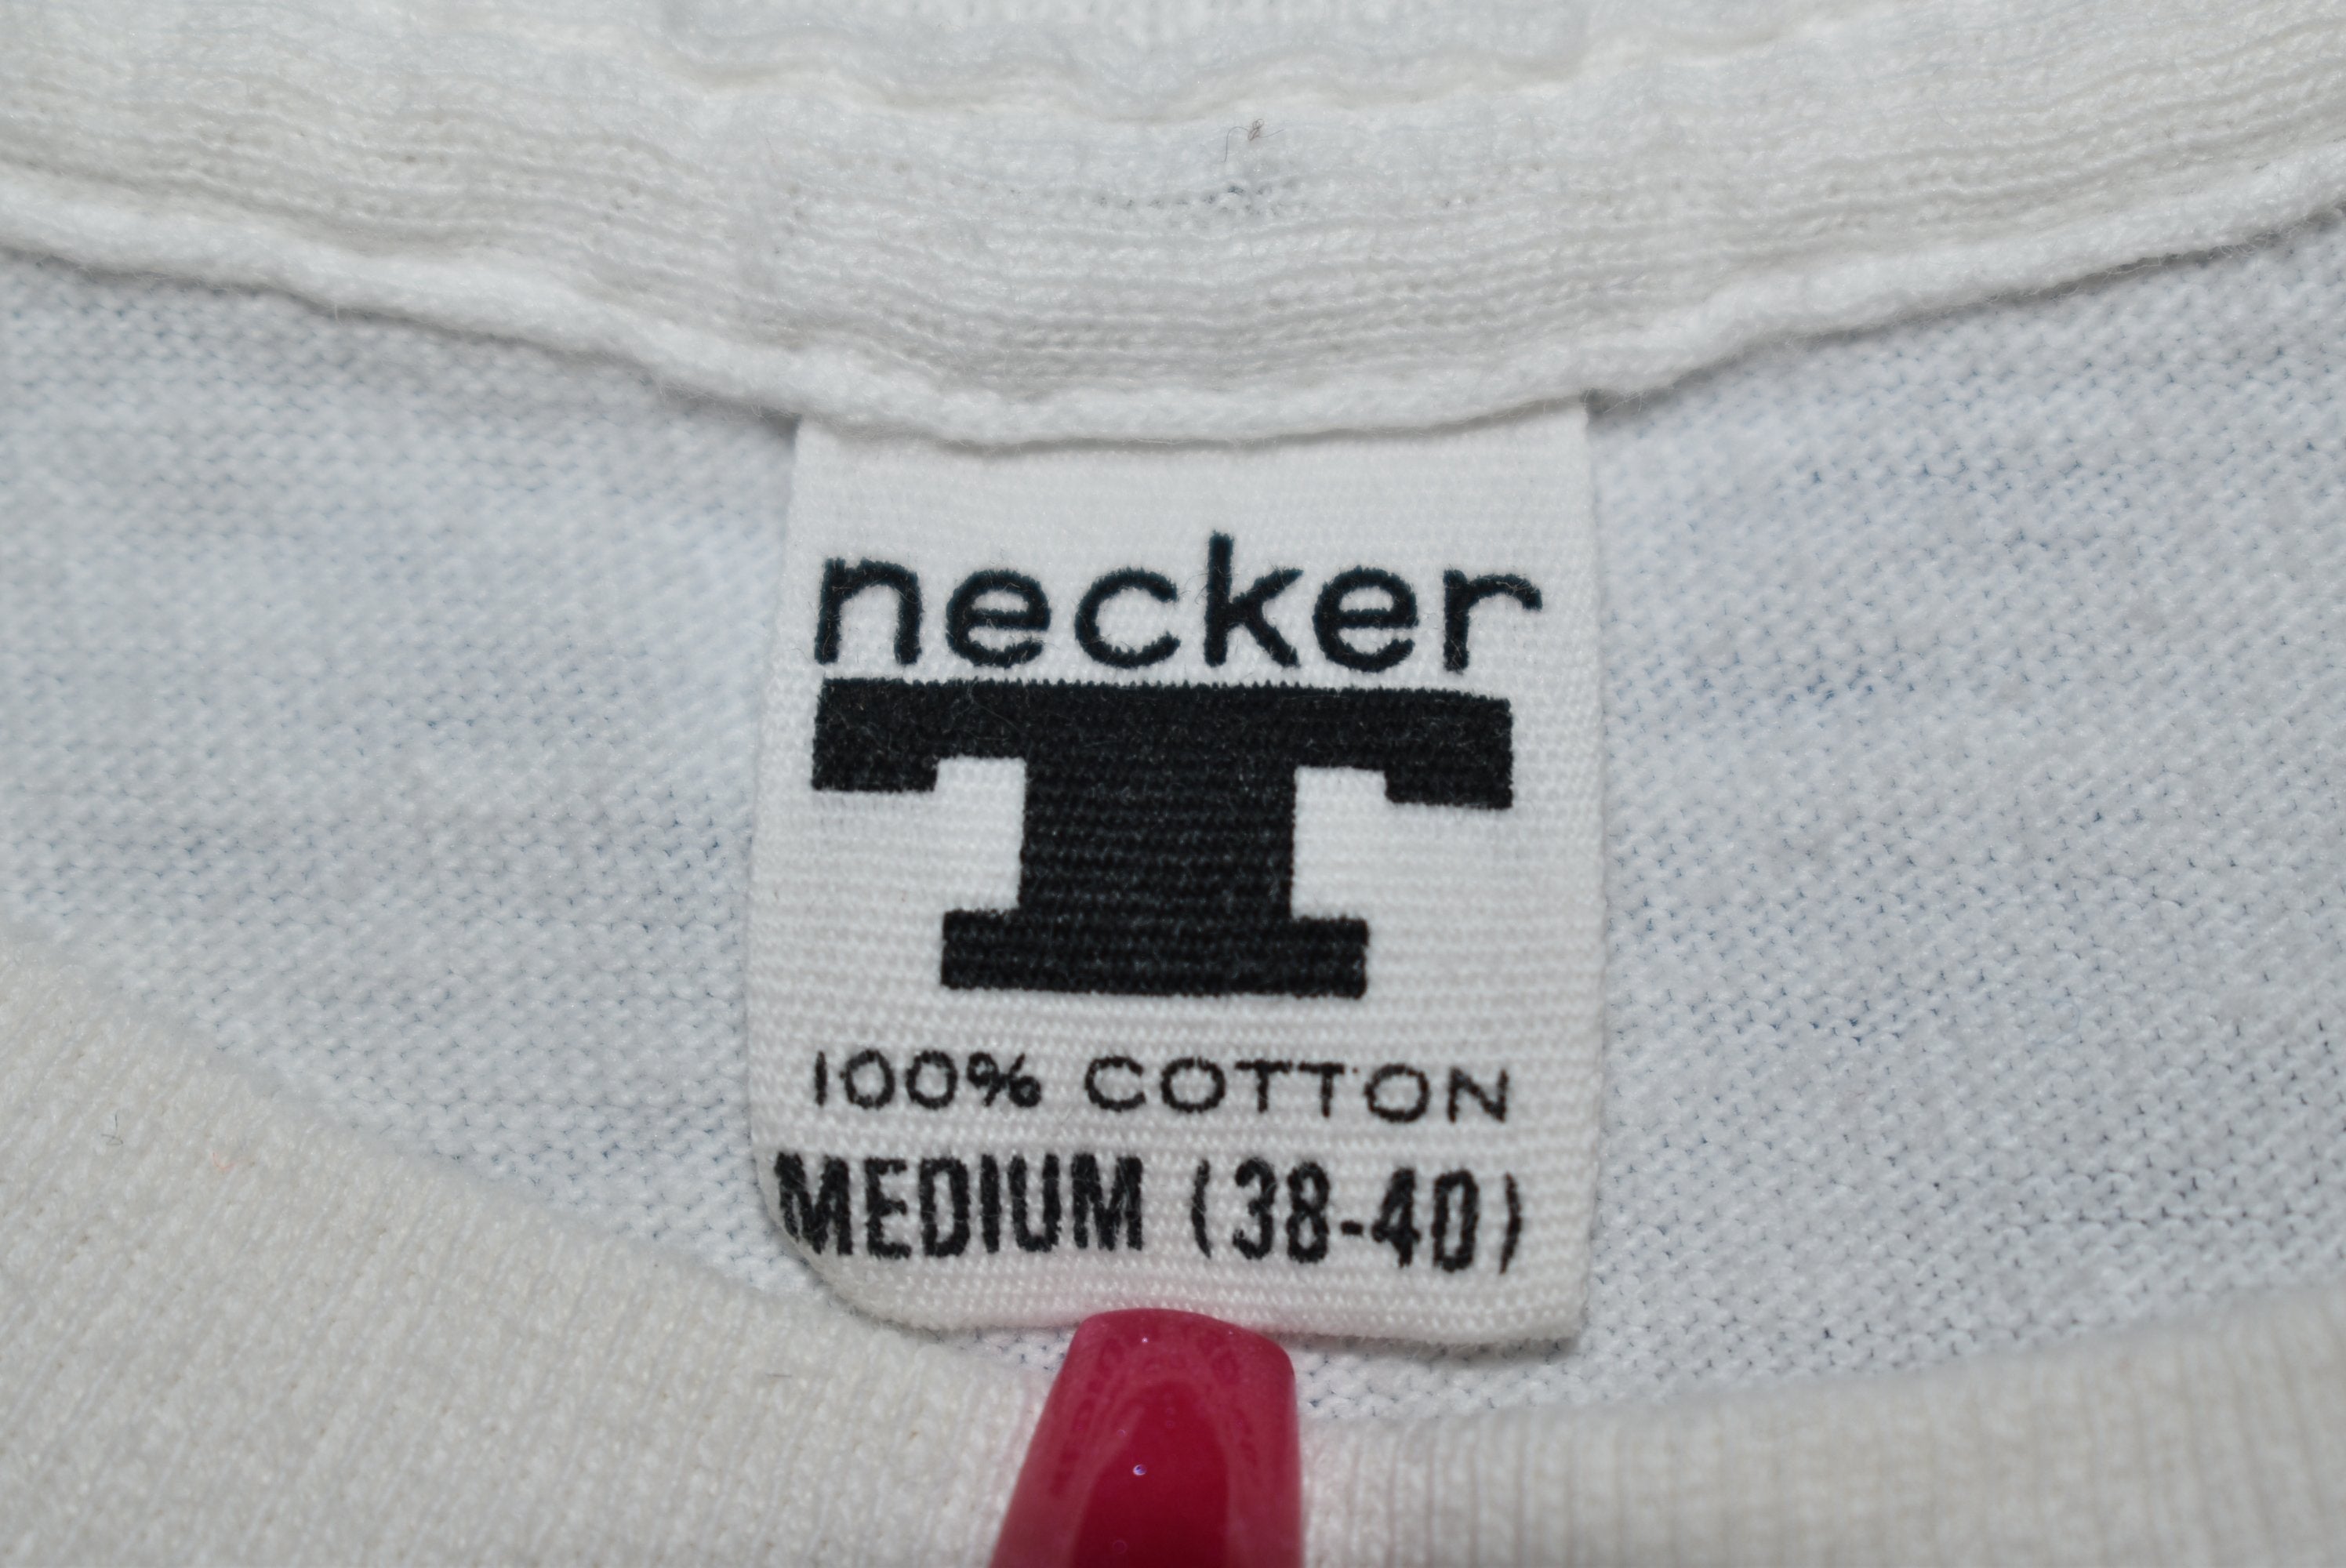 necker
T
100% COTTON
MEDIUM (38-40)